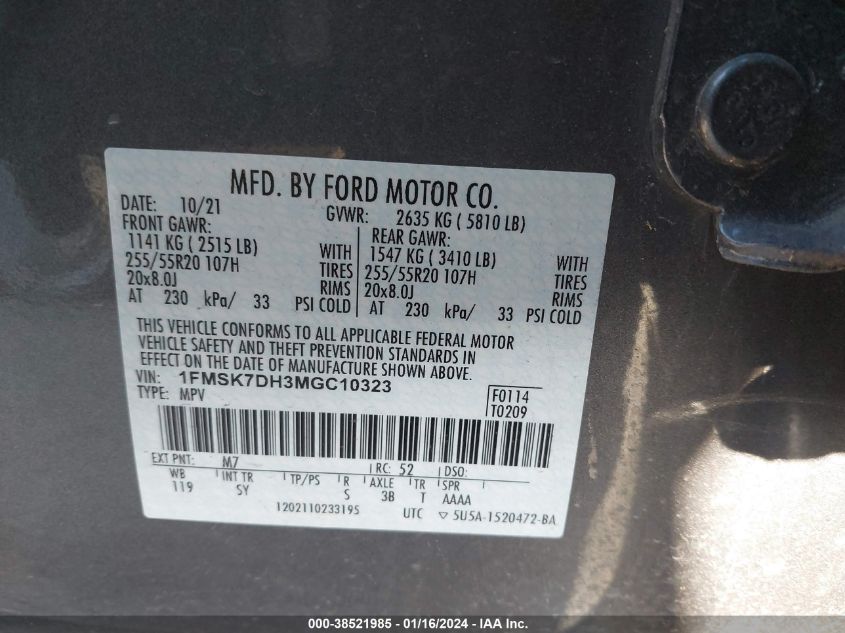 MFD. BY FORD MOTOR CO.
DATE: 10/21 GVWR: 2635 KG ( 5810 LB)
FRONT GAWR: REAR GAWR:
1141 KG ( 2515 LB) WITH 1547 KG ( 3410 LB) WITH
255/55R20 107H TIRES 255/55R20 107H TIRES
20x8.0J RIMS 20x8.0J RIMS
AT 230 kPa/ 33 PSI COLD AT 230 kPa/ 33 PSI COLD
THIS VEHICLE CONFORMS TO ALL APPLICABLE FEDERAL MOTOR
VEHICLE SAFETY AND THEFT PREVENTION STANDARDS IN
EFFECT ON THE DATE OF MANUFACTURE SHOWN ABOVE.
VIN: 1FMSK7DH3MGC10323
TYPE: MPV
F0114
T0209
EXT PNT: M7 RC: 52 DSO:
WB INT TR TP/PS R AXLE TR SPR
119 SY S 3B T AAAA
1202110233195 UTC ▽ 5U5A-1520472-BA
000-38521985 - 01/16/2024 - IAA Inc.